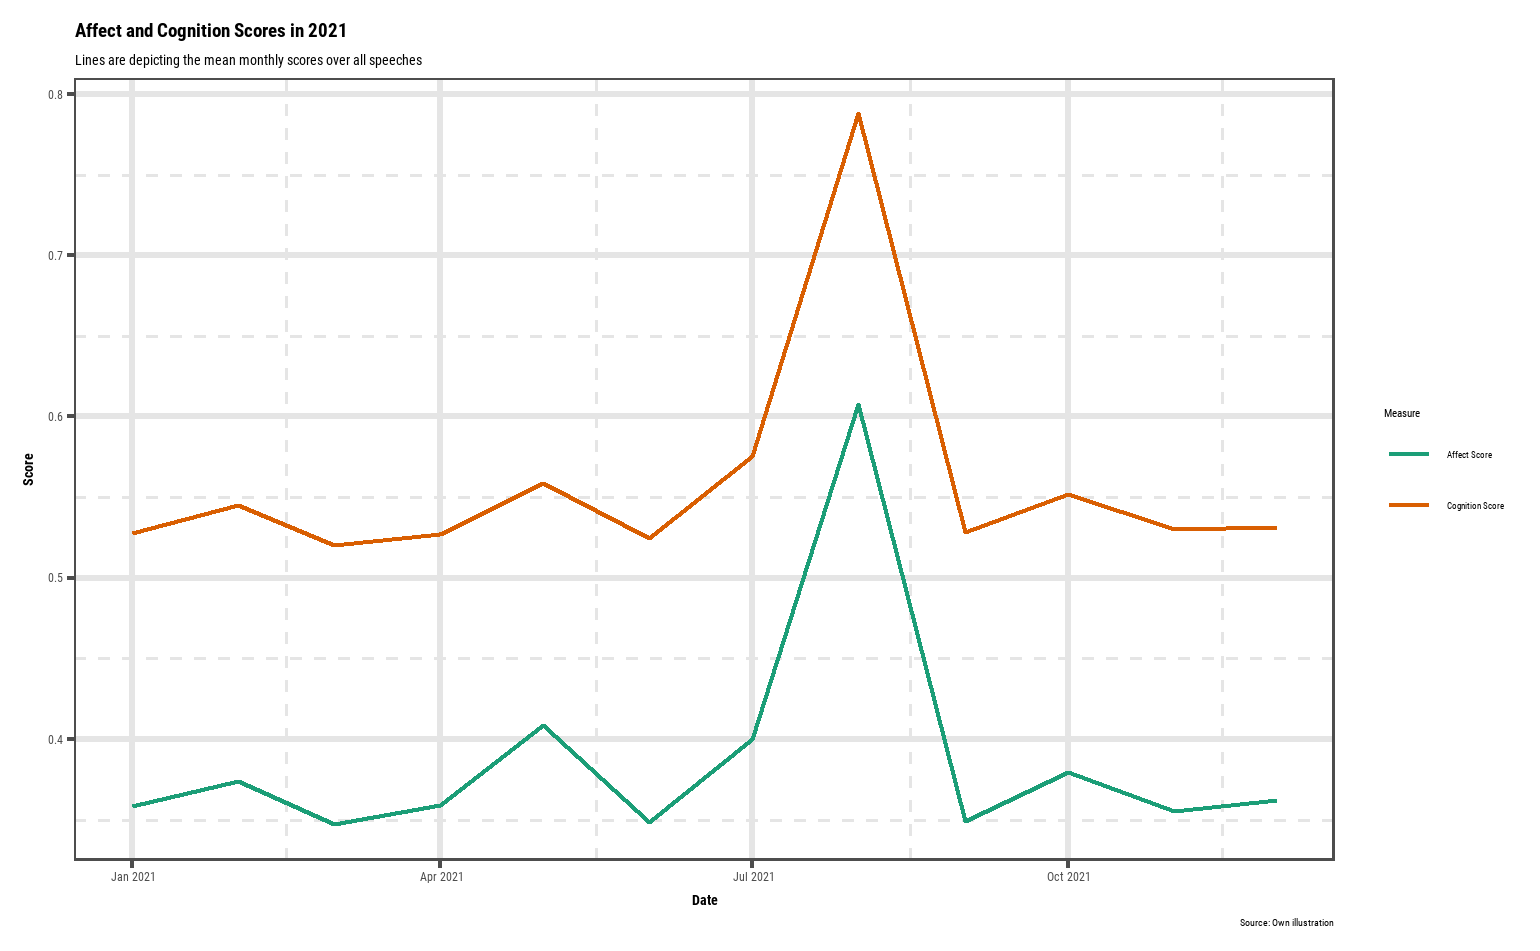 Affect and Cognition Scores in 2021
Lines are depicting the mean monthly scores over all speeches
0.8
0.7
0.6
0.5
0.4
Score
Jan 2021
Apr 2021
Jul 2021
Oct 2021
Date
Measure
Affect Score
Cognition Score
Source: Own illustration